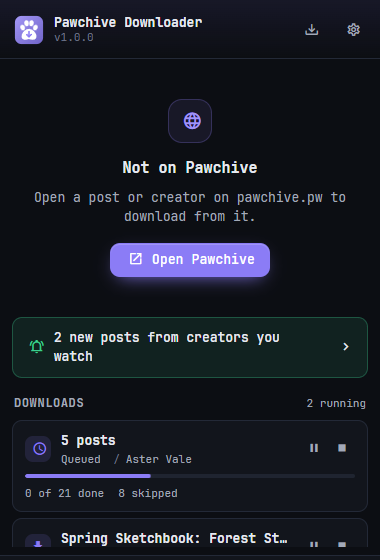 Pawchive Downloader
v1.0.0
Not on Pawchive
Open a post or creator on pawchive.pw to
download from it.
Open Pawchive
2 new posts from creators you
watch
DOWNLOADS 2 running
5 posts
Queued / Aster Vale
0 of 21 done 8 skipped
Spring Sketchbook: Forest St…